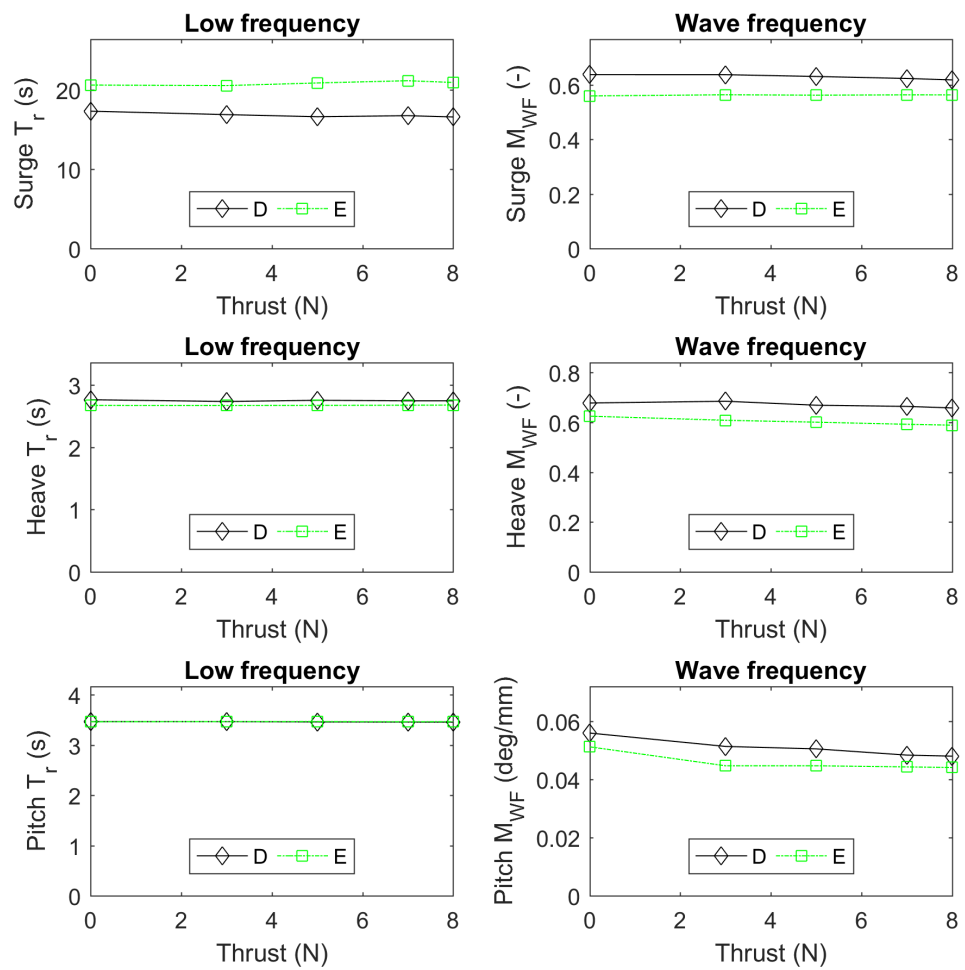 Low frequency
Surge T_r (s)
20
10
0
D E
0 2 4 6 8
Thrust (N)
Wave frequency
Surge M_WF (-)
0.6
0.4
0.2
0
D E
0 2 4 6 8
Thrust (N)
Low frequency
Heave T_r (s)
3
2
1
0
D E
0 2 4 6 8
Thrust (N)
Wave frequency
Heave M_WF (-)
0.8
0.6
0.4
0.2
0
D E
0 2 4 6 8
Thrust (N)
Low frequency
Pitch T_r (s)
4
3
2
1
0
D E
0 2 4 6 8
Thrust (N)
Wave frequency
Pitch M_WF (deg/mm)
0.06
0.04
0.02
0
D E
0 2 4 6 8
Thrust (N)